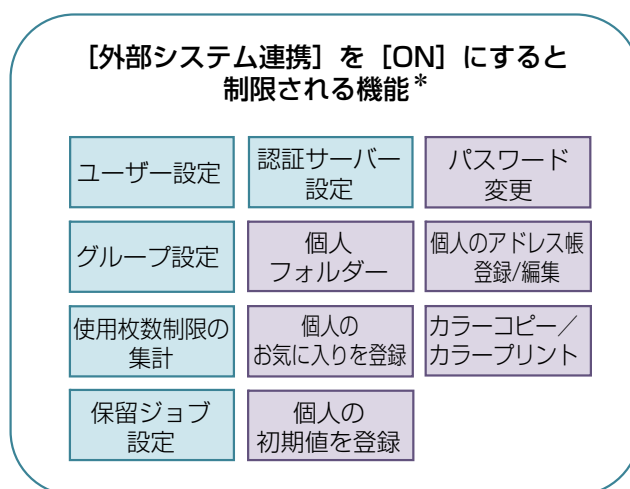 ［外部システム連携］を［ON］にすると
制限される機能＊
ユーザー設定
認証サーバー
設定
パスワード
変更
グループ設定
個人
フォルダー
個人のアドレス帳
登録/編集
使用枚数制限の
集計
個人の
お気に入りを登録
カラーコピー／
カラープリント
保留ジョブ
設定
個人の
初期値を登録